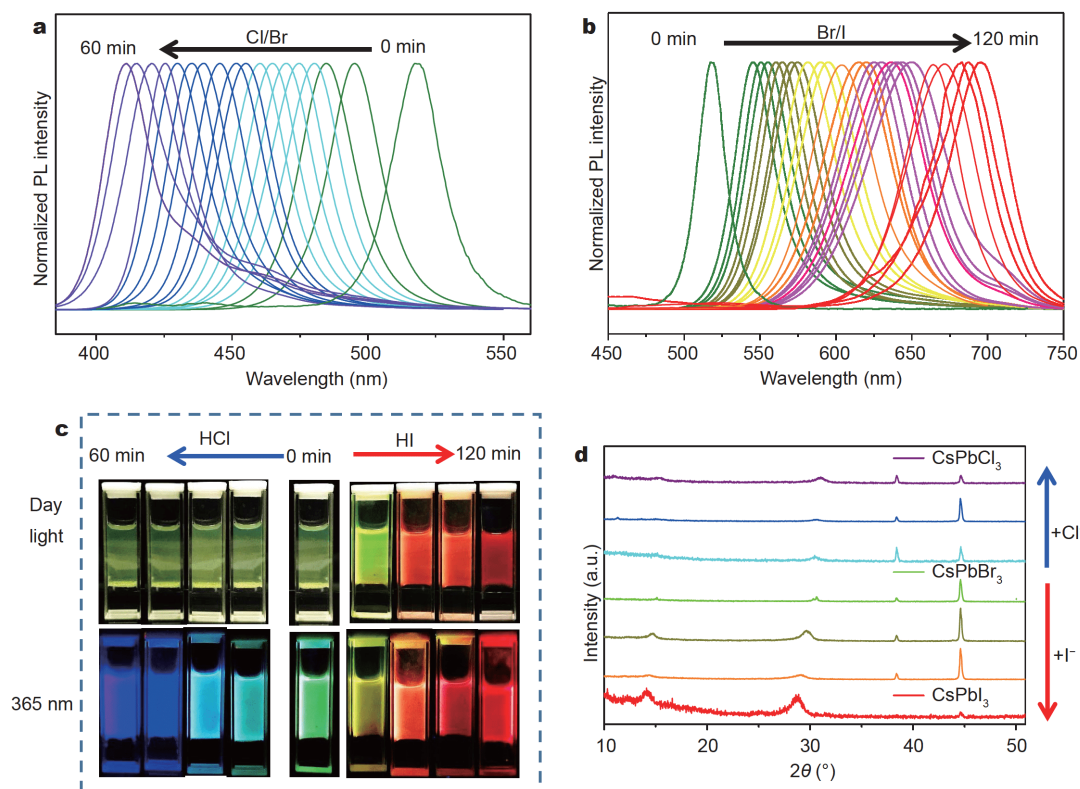 a
60 min
Cl/Br
0 min
Normalized PL intensity
400
450
500
550
Wavelength (nm)
b
0 min
Br/I
120 min
Normalized PL intensity
450
500
550
600
650
700
750
Wavelength (nm)
c
60 min
HCl
0 min
HI
120 min
Day
light
365 nm
d
CsPbCl₃
CsPbBr₃
CsPbI₃
+Cl
+I⁻
Intensity (a.u.)
10
20
30
40
50
2θ (°)